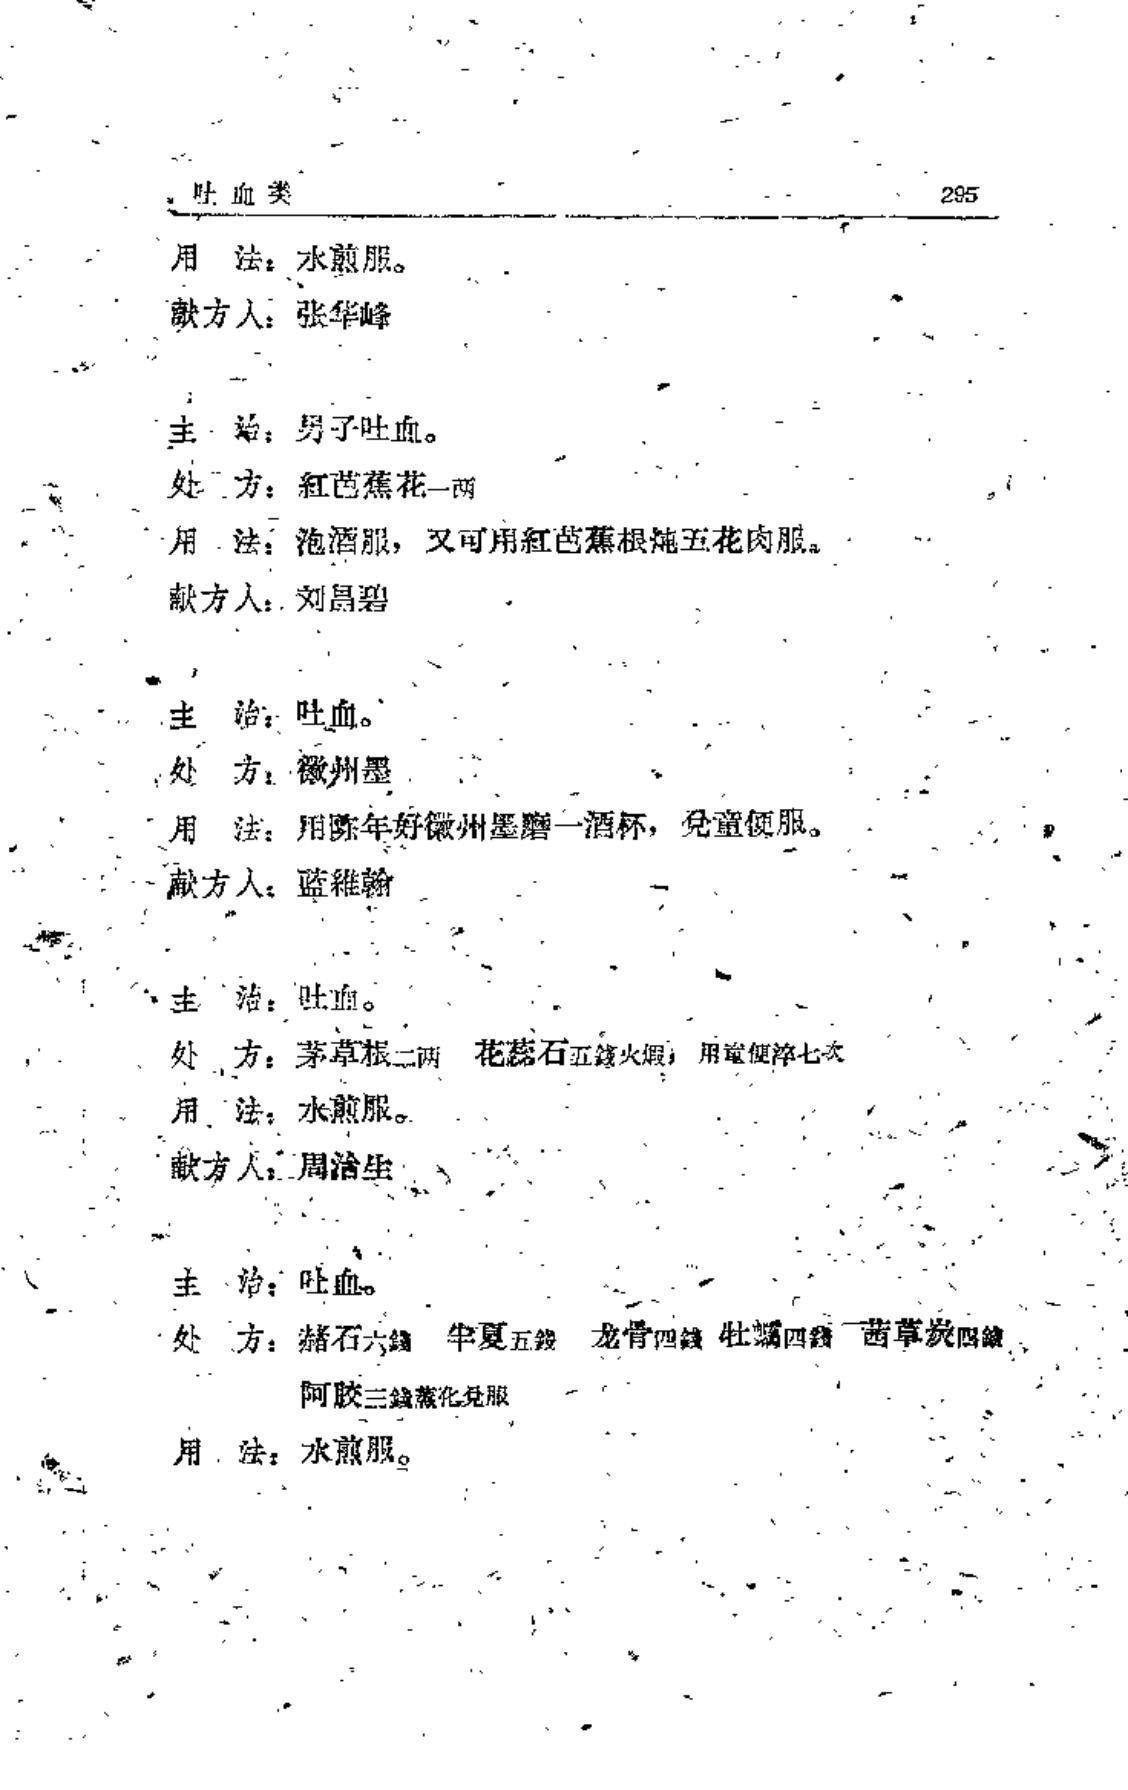 吐血类 295
用 法：水煎服。
献方人：张华峰
主 治：男子吐血。
处 方：紅芭蕉花一两
用 法：泡酒服，又可用紅芭蕉根炖五花肉服。
献方人：刘昌碧
主 治：吐血。
处 方：徽州墨
用 法：用陈年好徽州墨磨一酒杯，兌童便服。
献方人：蓝維翰
主 治：吐血。
处 方：茅草根二两 花蕊石五錢火煅，用童便淬七次
用 法：水煎服。
献方人：周治生
主 治：吐血。
处 方：赭石六錢 半夏五錢 龙骨四錢 牡蠣四錢 茜草炭四錢
阿胶三錢蒸化兌服
用 法：水煎服。